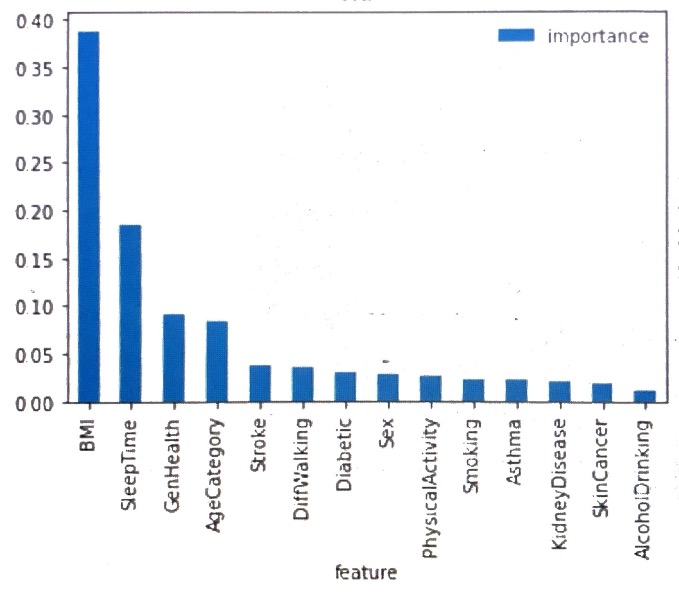 0.40
0.35
0.30
0.25
0.20
0.15
0.10
0.05
0.00
importance
BMI
SleepTime
GenHealth
AgeCategory
Stroke
DiffWalking
Diabetic
Sex
PhysicalActivity
Smoking
Asthma
KidneyDisease
SkinCancer
AlcoholDrinking
feature